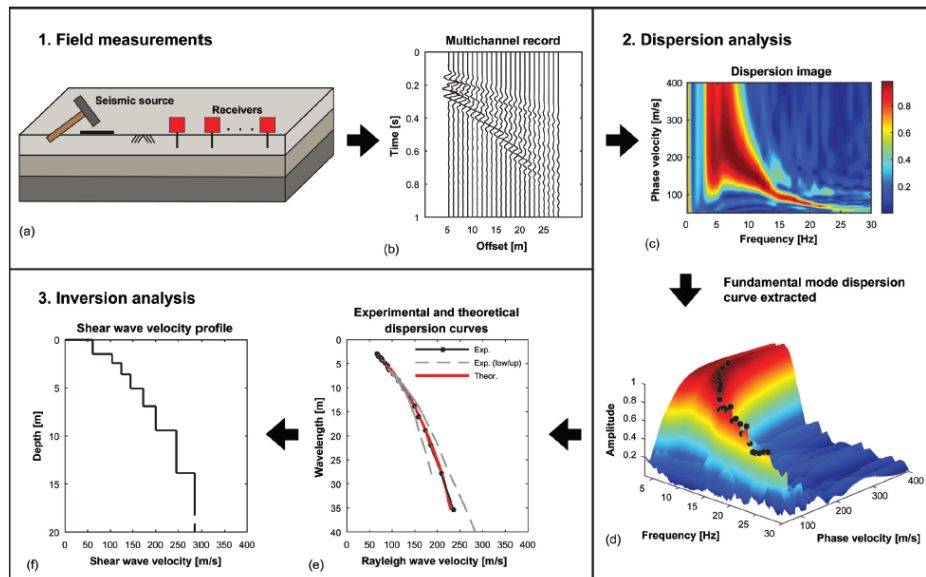 1. Field measurements
Seismic source
Receivers
(a)
Multichannel record
0
0.2
0.4
0.6
0.8
1
Time [s]
5 10 15 20 25
Offset [m]
(b)
2. Dispersion analysis
Dispersion image
400
300
200
100
Phase velocity [m/s]
0 5 10 15 20 25 30
Frequency [Hz]
0.8
0.6
0.4
0.2
(c)
Fundamental mode dispersion
curve extracted
1
0.8
0.6
0.4
0.2
Amplitude
5 10 15 20 25 30
Frequency [Hz]
100 200 300 400
Phase velocity [m/s]
(d)
3. Inversion analysis
Experimental and theoretical
dispersion curves
Exp.
Exp. (low/up)
Theor.
0
5
10
15
20
25
30
35
40
Wavelength [m]
0 50 100 150 200 250 300 350 400
Rayleigh wave velocity [m/s]
(e)
Shear wave velocity profile
0
5
10
15
20
Depth [m]
0 50 100 150 200 250 300 350 400
Shear wave velocity [m/s]
(f)